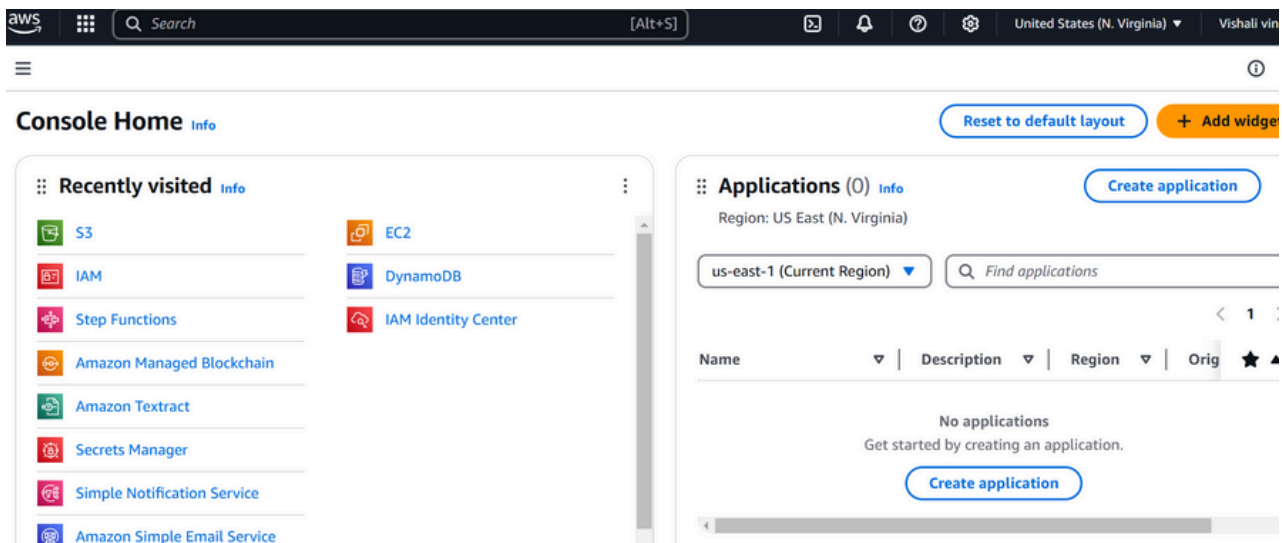 aws Search [Alt+S] United States (N. Virginia) Vishali vin
Console Home Info Reset to default layout + Add widget
Recently visited Info
S3
IAM
Step Functions
Amazon Managed Blockchain
Amazon Textract
Secrets Manager
Simple Notification Service
Amazon Simple Email Service
EC2
DynamoDB
IAM Identity Center
Applications (0) Info Create application
Region: US East (N. Virginia)
us-east-1 (Current Region) Find applications
1
Name Description Region Orig
No applications
Get started by creating an application.
Create application